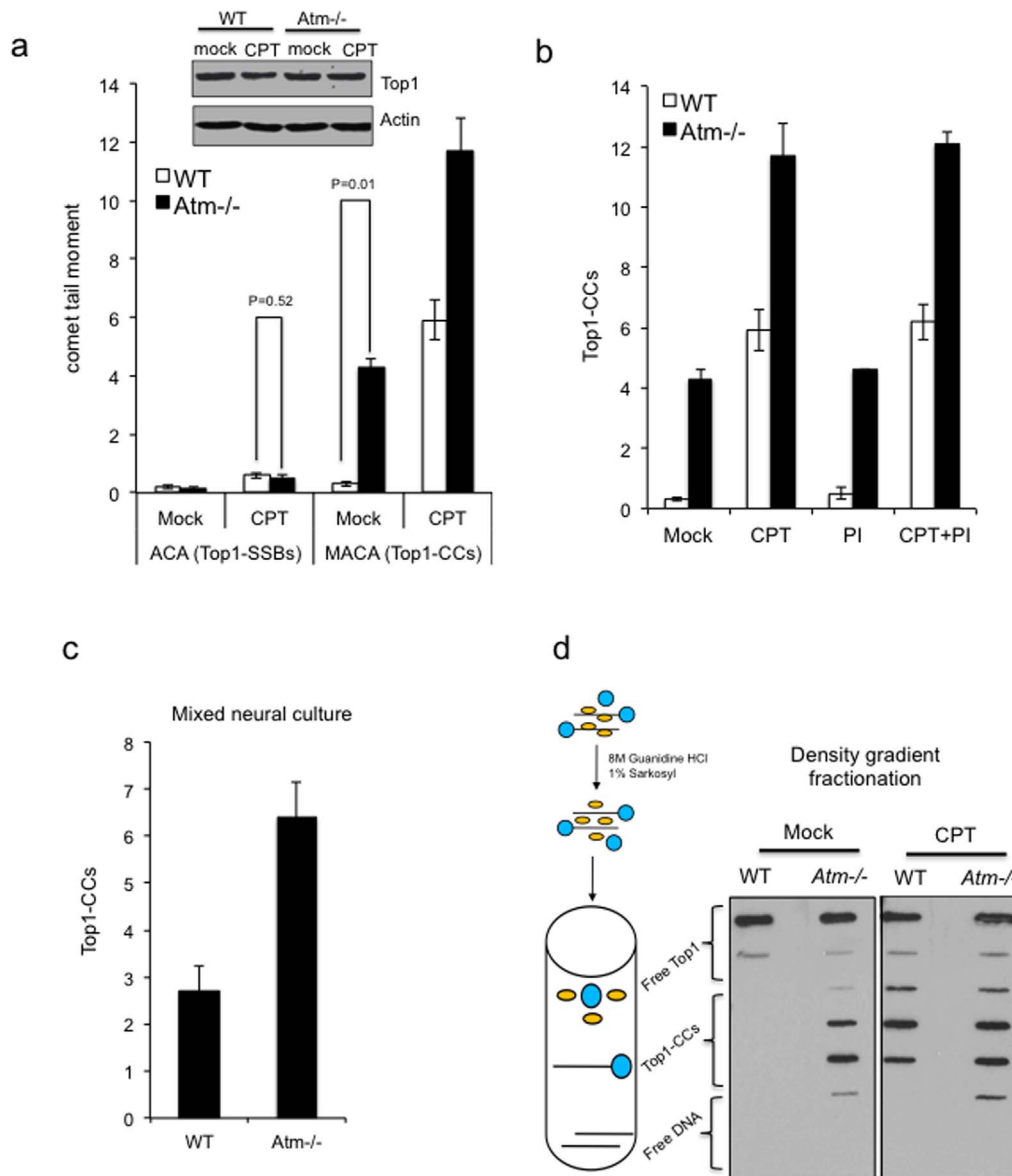 a
WT Atm-/-
mock CPT mock CPT
Top1
Actin
14
12
10
8
6
4
2
0
comet tail moment
WT
Atm-/-
P=0.52
P=0.01
Mock CPT Mock CPT
ACA (Top1-SSBs) MACA (Top1-CCs)
b
14
12
10
8
6
4
2
0
Top1-CCs
WT
Atm-/-
Mock CPT PI CPT+PI
c
Mixed neural culture
8
7
6
5
4
3
2
1
0
Top1-CCs
WT Atm-/-
d
8M Guanidine HCl
1% Sarkosyl
Density gradient
fractionation
Mock CPT
WT Atm-/- WT Atm-/
Free Top1
Top1-CCs
Free DNA